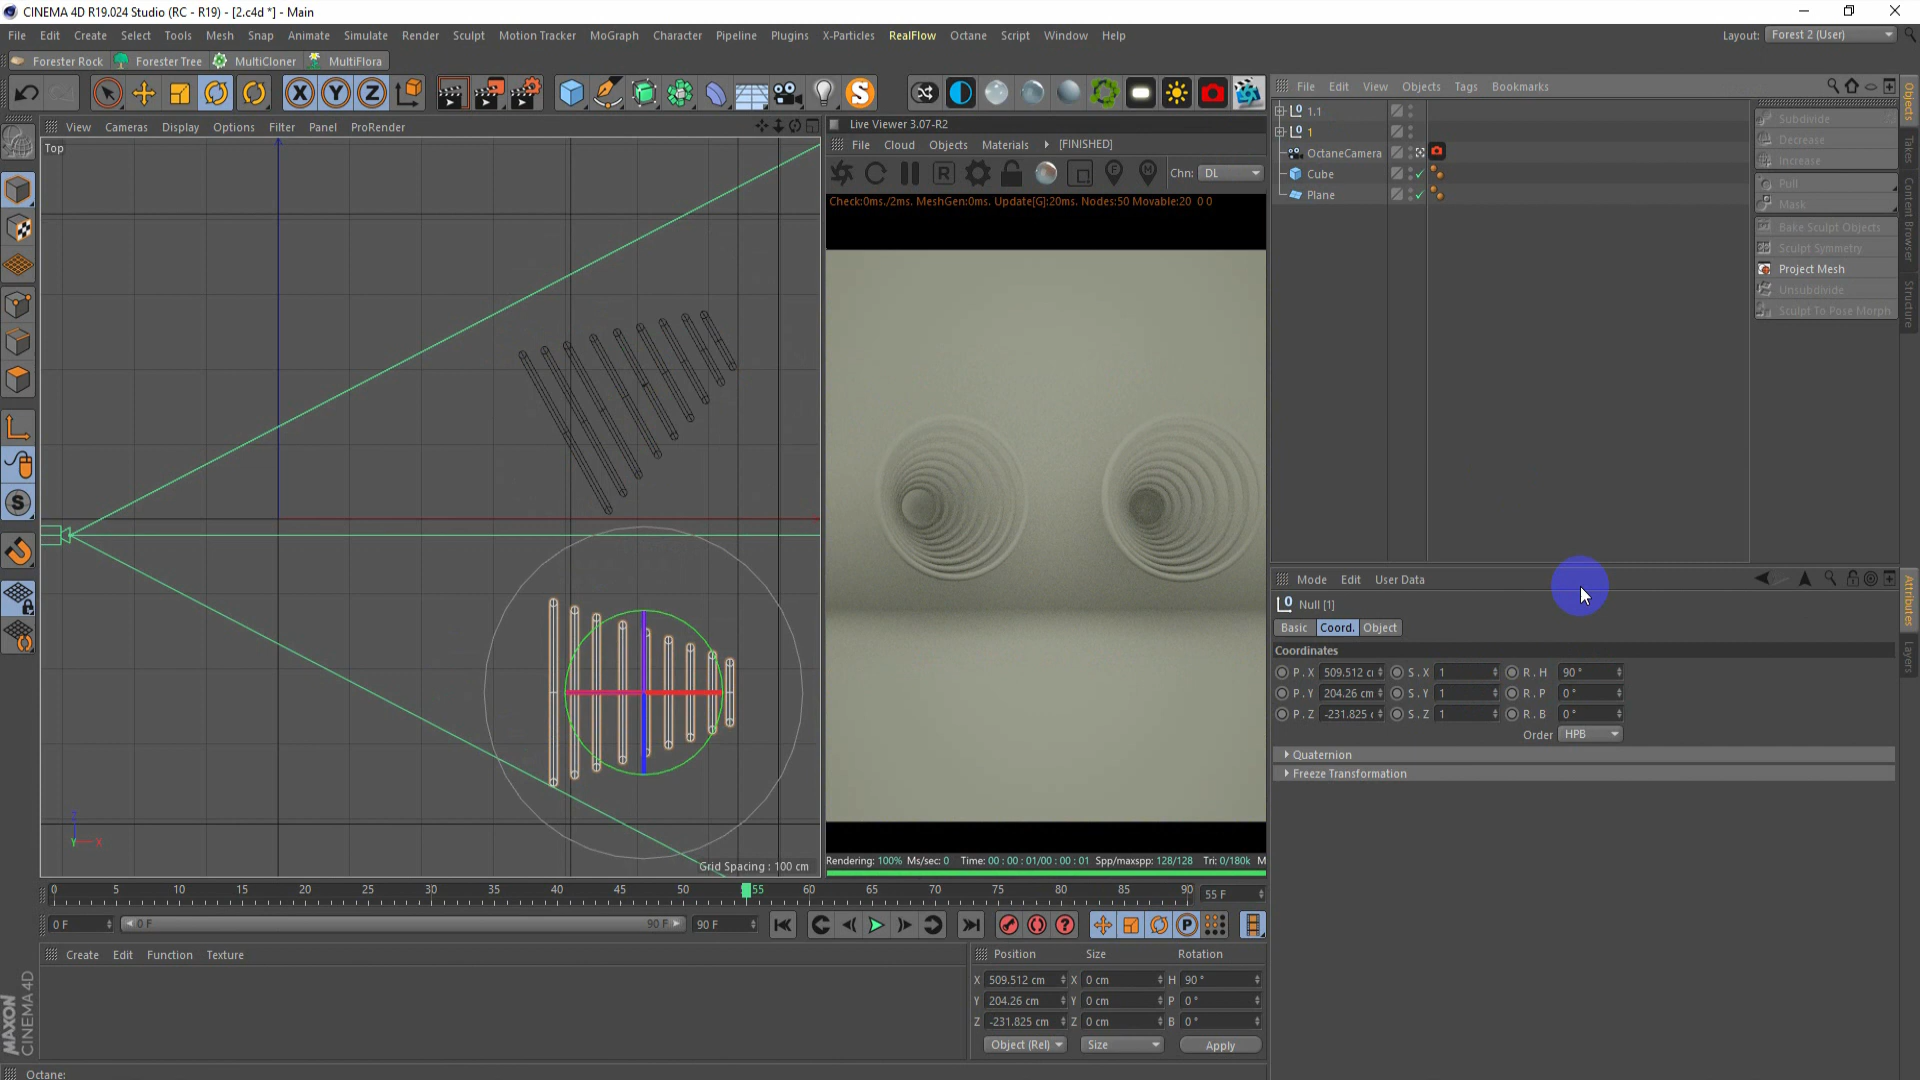 CINEMA 4D R19.024 Studio (RC - R19) - [2.c4d *] - Main
File Edit Create Select Tools Mesh Snap Animate Simulate Render Sculpt Motion Tracker MoGraph Character Pipeline Plugins X-Particles RealFlow Octane Script Window Help
Layout: Forest 2 (User)
Forester Rock Forester Tree MultiCloner MultiFlora
View Cameras Display Options Filter Panel ProRender
Top
Grid Spacing : 100 cm
Live Viewer 3.07-R2
File Cloud Objects Materials [FINISHED]
Chn: DL
Check:0ms./2ms. MeshGen:0ms. Update[G]:20ms. Nodes:50 Movable:20 0 0
Rendering: 100% Ms/sec: 0 Time: 00 : 00 : 01/00 : 00 : 01 Spp/maxspp: 128/128 Tri: 0/180k M
File Edit View Objects Tags Bookmarks
1.1
1
OctaneCamera
Cube
Plane
Subdivide
Decrease
Increase
Pull
Mask
Bake Sculpt Objects
Sculpt Symmetry
Project Mesh
Unsubdivide
Sculpt To Pose Morph
Objects
Takes
Content Browser
Structure
Attributes
Layers
Mode Edit User Data
Null [1]
Basic Coord. Object
Coordinates
P . X 509.512 S . X 1 R . H 90 °
P . Y 204.26 cm S . Y 1 R . P 0 °
P . Z -231.825 S . Z 1 R . B 0 °
Order HPB
Quaternion
Freeze Transformation
0 5 10 15 20 25 30 35 40 45 50 55 60 65 70 75 80 85 90 55 F
0 F 0 F 90 F 90 F
Create Edit Function Texture
Position Size Rotation
X 509.512 cm X 0 cm H 90 °
Y 204.26 cm Y 0 cm P 0 °
Z -231.825 cm Z 0 cm B 0 °
Object (Rel) Size Apply
MAXON CINEMA 4D
Octane: